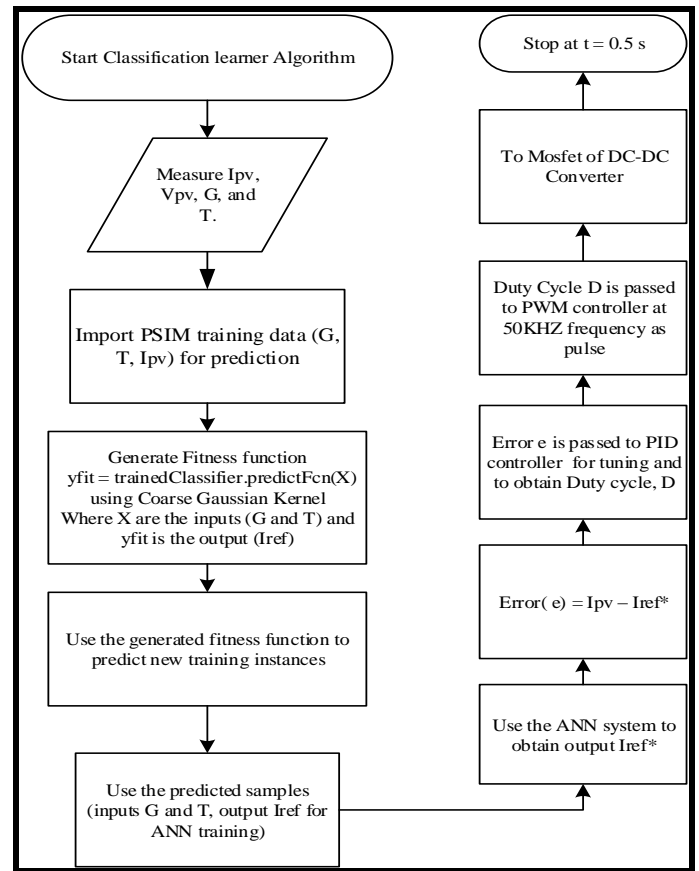 Start Classification learner Algorithm
Measure Ipv,
Vpv, G, and
T.
Import PSIM training data (G,
T, Ipv) for prediction
Generate Fitness function
yfit = trainedClassifier.predictFcn(X)
using Coarse Gaussian Kernel
Where X are the inputs (G and T) and
yfit is the output (Iref)
Use the generated fitness function to
predict new training instances
Use the predicted samples
(inputs G and T, output Iref for
ANN training)
Use the ANN system to
obtain output Iref*
Error( e) = Ipv – Iref*
Error e is passed to PID
controller for tuning and
to obtain Duty cycle, D
Duty Cycle D is passed
to PWM controller at
50KHZ frequency as
pulse
To Mosfet of DC-DC
Converter
Stop at t = 0.5 s